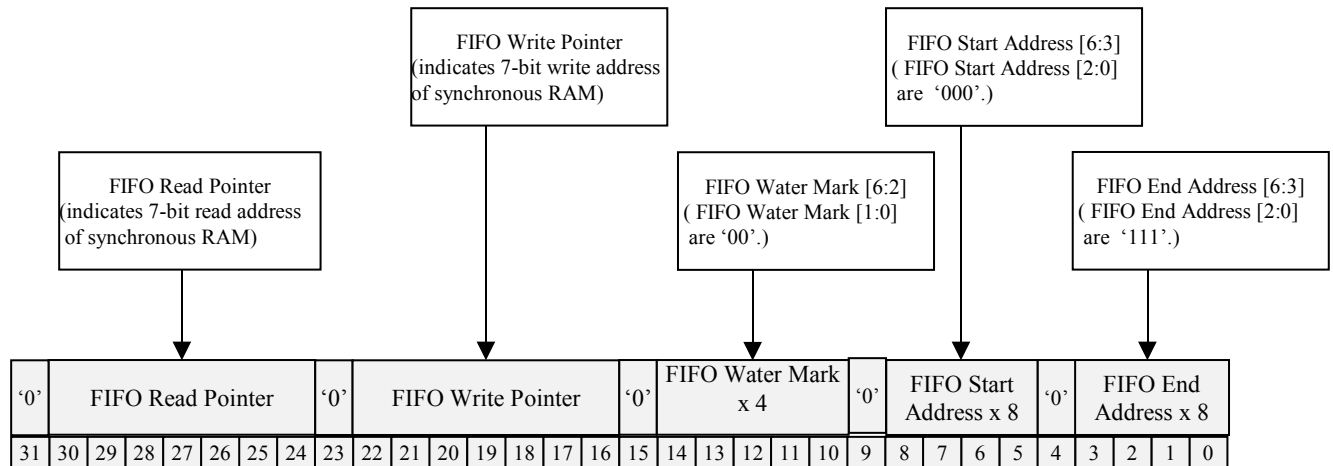 FIFO Write Pointer
(indicates 7-bit write address
of synchronous RAM)
FIFO Start Address [6:3]
( FIFO Start Address [2:0]
are ‘000’.)
FIFO Read Pointer
(indicates 7-bit read address
of synchronous RAM)
FIFO Water Mark [6:2]
( FIFO Water Mark [1:0]
are ‘00’.)
FIFO End Address [6:3]
( FIFO End Address [2:0]
are ‘111’.)
‘0’ FIFO Read Pointer ‘0’ FIFO Write Pointer ‘0’ FIFO Water Mark
x 4 ‘0’ FIFO Start
Address x 8 ‘0’ FIFO End
Address x 8
31 30 29 28 27 26 25 24 23 22 21 20 19 18 17 16 15 14 13 12 11 10 9 8 7 6 5 4 3 2 1 0